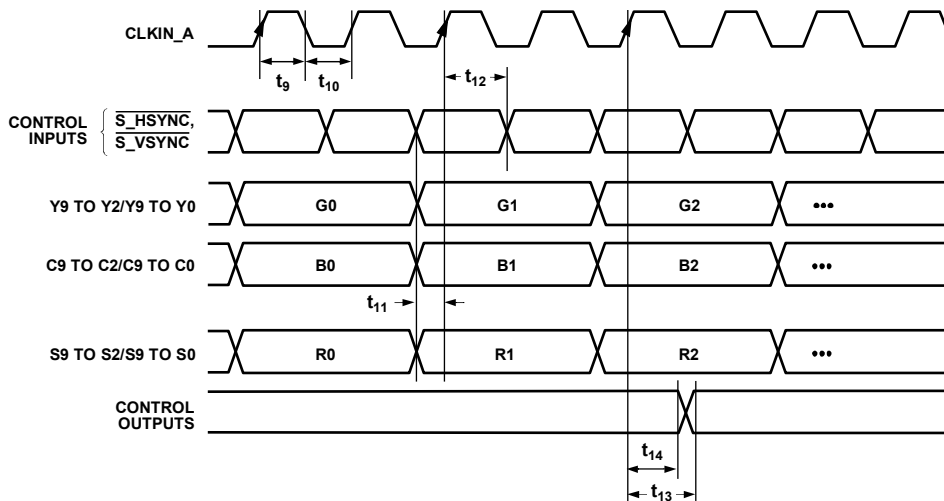 CLKIN_A
t9
t10
t12
CONTROL INPUTS
S_HSYNC,
S_VSYNC
Y9 TO Y2/Y9 TO Y0
G0
G1
G2
•••
C9 TO C2/C9 TO C0
B0
B1
B2
•••
t11
S9 TO S2/S9 TO S0
R0
R1
R2
•••
CONTROL
OUTPUTS
t14
t13